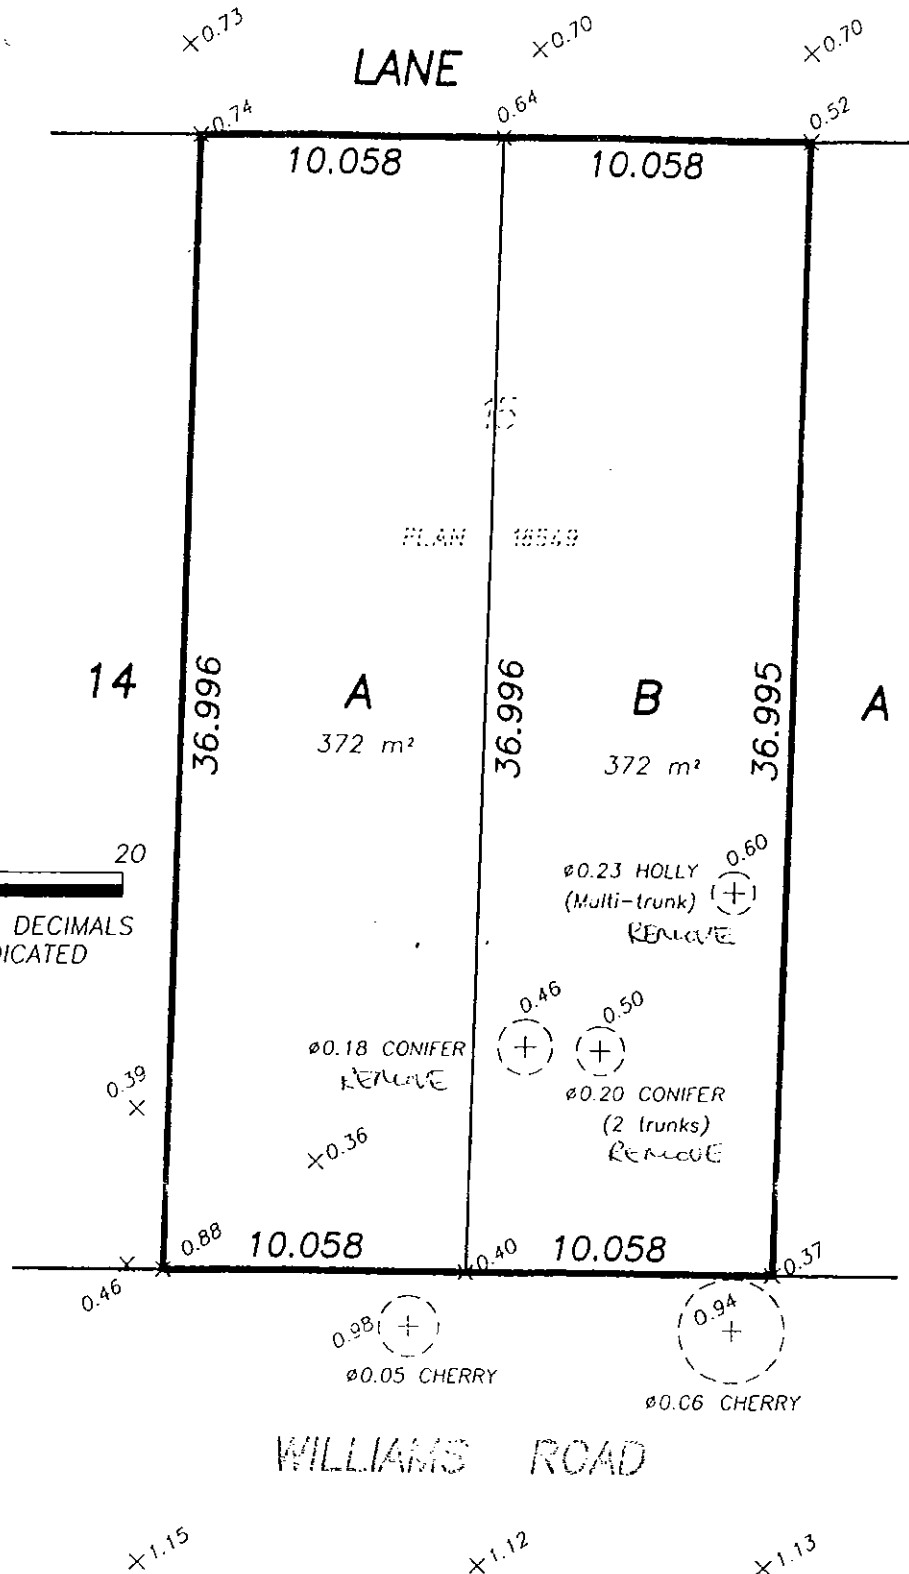 ×0.73
×0.70
×0.70
LANE
0.74
0.64
0.52
10.058
10.058
15
PLAN 18549
14
36.996
A
372 m²
36.996
B
372 m²
36.995
A
20
DECIMALS
DICATED
0.60
ø0.23 HOLLY
(Multi-trunk)
REMOVE
0.46
0.50
ø0.18 CONIFER
REMOVE
ø0.20 CONIFER
(2 trunks)
REMOVE
0.39
×0.36
0.88
10.058
0.40
10.058
0.37
0.46
0.98
ø0.05 CHERRY
0.94
ø0.06 CHERRY
WILLIAMS ROAD
×1.15
×1.12
×1.13